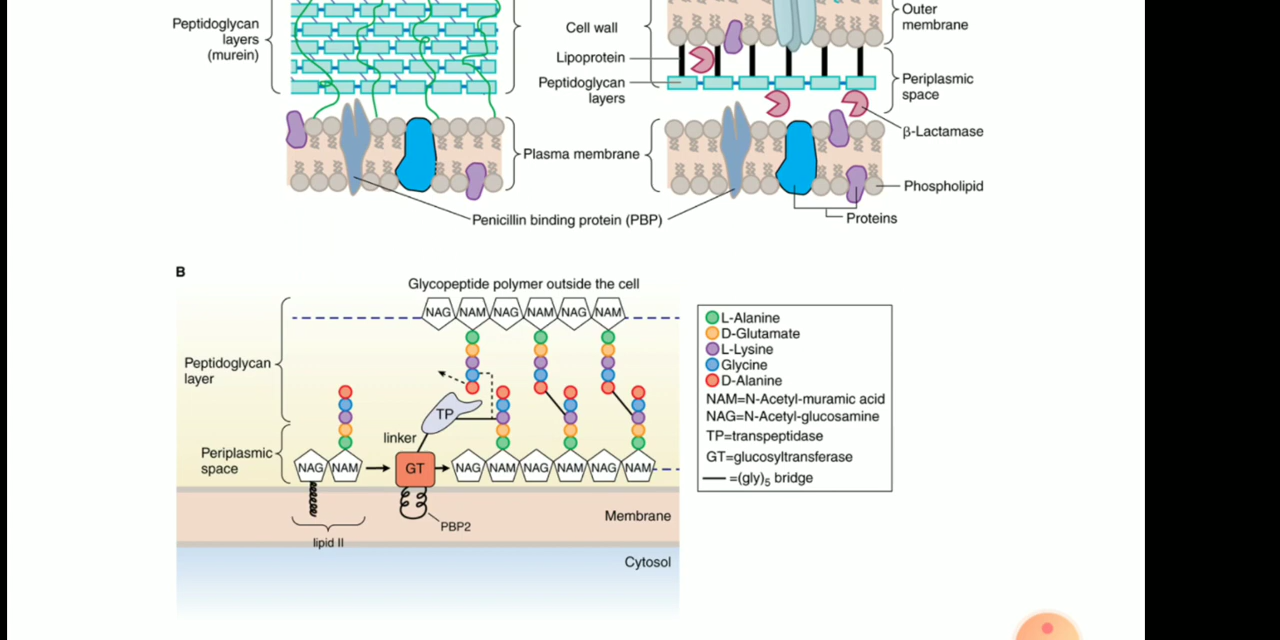 Peptidoglycan
layers
(murein)
Cell wall
Lipoprotein
Peptidoglycan
layers
Outer
membrane
Periplasmic
space
β-Lactamase
Plasma membrane
Phospholipid
Penicillin binding protein (PBP)
Proteins
B
Glycopeptide polymer outside the cell
NAG NAM NAG NAM NAG NAM
Peptidoglycan
layer
TP
linker
Periplasmic
space
NAG NAM GT NAG NAM NAG NAM NAG NAM
PBP2
lipid II
Membrane
Cytosol
L-Alanine
D-Glutamate
L-Lysine
Glycine
D-Alanine
NAM=N-Acetyl-muramic acid
NAG=N-Acetyl-glucosamine
TP=transpeptidase
GT=glucosyltransferase
=(gly)5 bridge